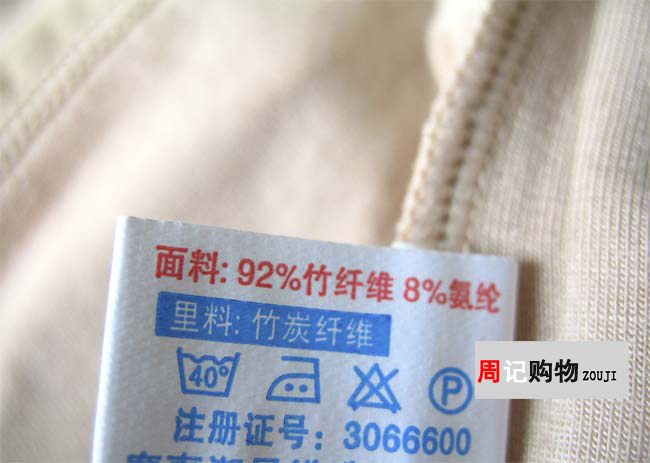 面料: 92%竹纤维 8%氨纶
里料: 竹炭纤维
40°
P
周记购物 ZOUJI
注册证号: 3066600